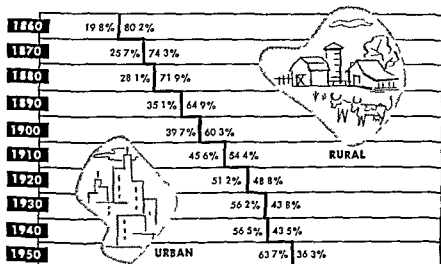 1860 19.8% 80.2%
1870 25.7% 74.3%
1880 28.1% 71.9%
1890 35.1% 64.9%
1900 39.7% 60.3%
RURAL
1910 45.6% 54.4%
1920 51.2% 48.8%
1930 56.2% 43.8%
1940 56.5% 43.5%
URBAN
1950 63.7% 36.3%